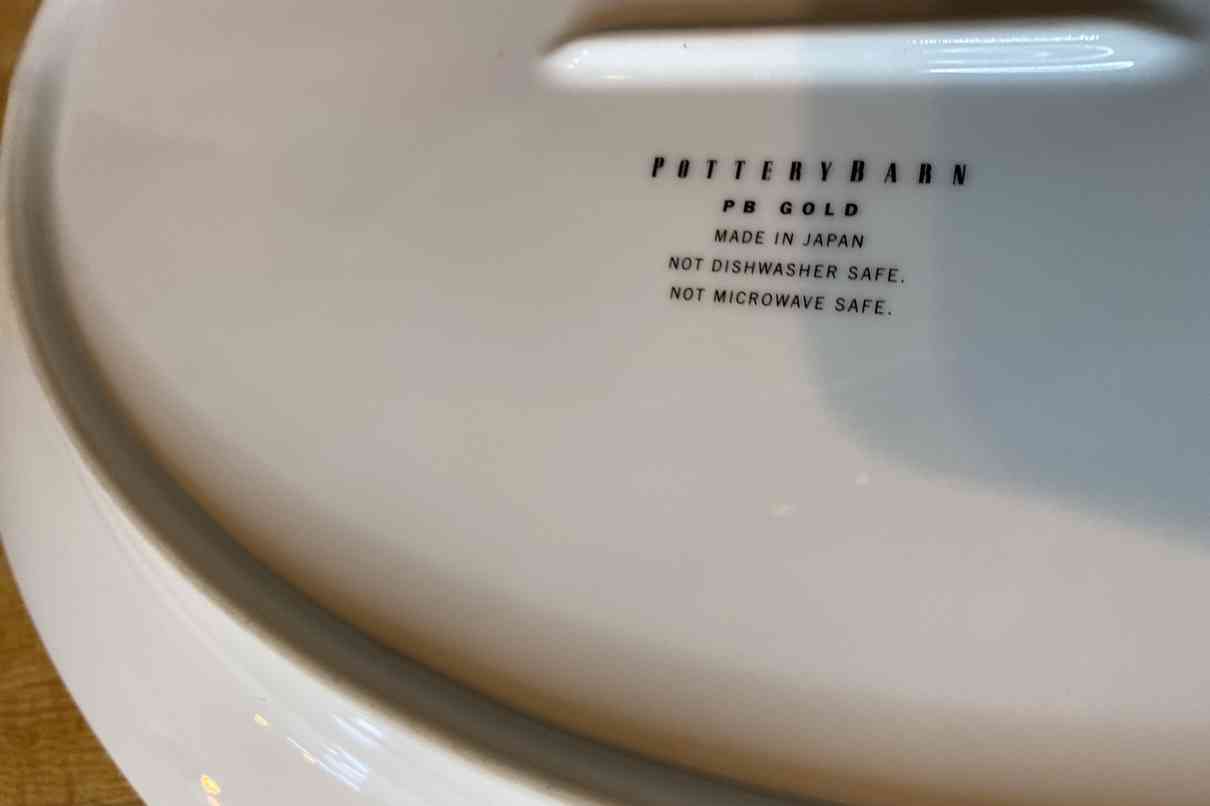 POTTERYBARN
PB GOLD
MADE IN JAPAN
NOT DISHWASHER SAFE.
NOT MICROWAVE SAFE.